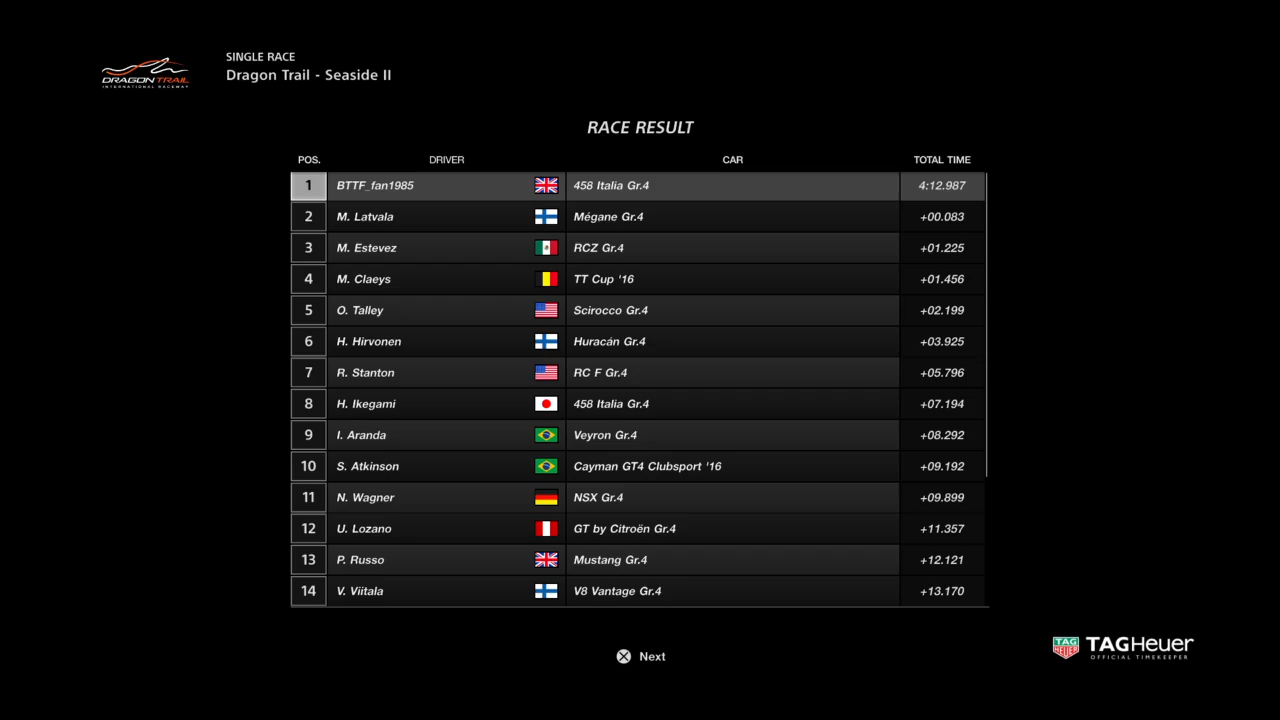 SINGLE RACE
Dragon Trail - Seaside II
DRAGON TRAIL
INTERNATIONAL RACEWAY
RACE RESULT
POS. DRIVER CAR TOTAL TIME
1 BTTF_fan1985 458 Italia Gr.4 4:12.987
2 M. Latvala Mégane Gr.4 +00.083
3 M. Estevez RCZ Gr.4 +01.225
4 M. Claeys TT Cup '16 +01.456
5 O. Talley Scirocco Gr.4 +02.199
6 H. Hirvonen Huracán Gr.4 +03.925
7 R. Stanton RC F Gr.4 +05.796
8 H. Ikegami 458 Italia Gr.4 +07.194
9 I. Aranda Veyron Gr.4 +08.292
10 S. Atkinson Cayman GT4 Clubsport '16 +09.192
11 N. Wagner NSX Gr.4 +09.899
12 U. Lozano GT by Citroën Gr.4 +11.357
13 P. Russo Mustang Gr.4 +12.121
14 V. Viitala V8 Vantage Gr.4 +13.170
Next
TAG HEUER
TAGHeuer
OFFICIAL TIMEKEEPER